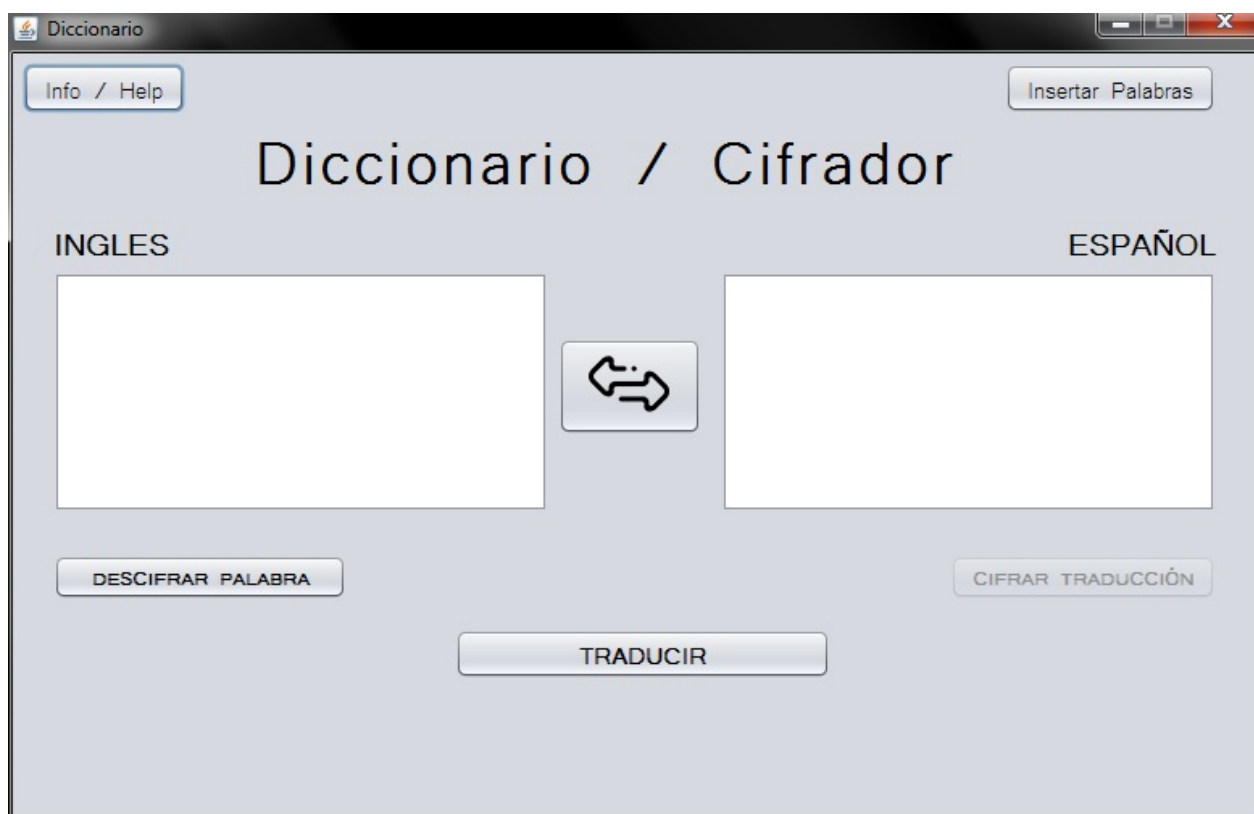 Diccionario
Info / Help
Insertar Palabras
Diccionario / Cifrador
INGLES
ESPAÑOL
DESCIFRAR PALABRA
CIFRAR TRADUCCIÓN
TRADUCIR